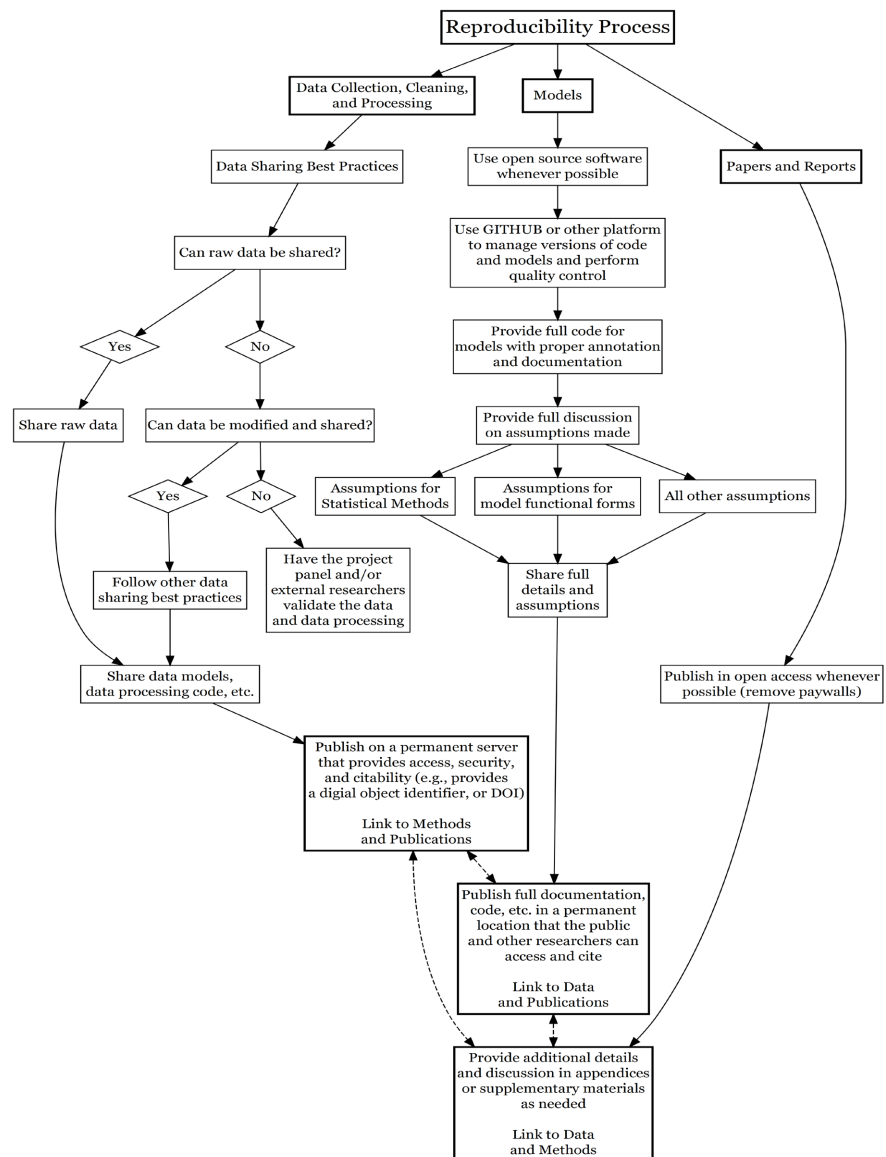 Reproducibility Process
Data Collection, Cleaning,
and Processing
Models
Papers and Reports
Data Sharing Best Practices
Use open source software
whenever possible
Can raw data be shared?
Use GITHUB or other platform
to manage versions of code
and models and perform
quality control
Yes
No
Provide full code for
models with proper annotation
and documentation
Share raw data
Can data be modified and shared?
Provide full discussion
on assumptions made
Yes
No
Assumptions for
Statistical Methods
Assumptions for
model functional forms
All other assumptions
Follow other data
sharing best practices
Have the project
panel and/or
external researchers
validate the data
and data processing
Share full
details and
assumptions
Share data models,
data processing code, etc.
Publish in open access whenever
possible (remove paywalls)
Publish on a permanent server
that provides access, security,
and citability (e.g., provides
a digial object identifier, or DOI)
Link to Methods
and Publications
Publish full documentation,
code, etc. in a permanent
location that the public
and other researchers can
access and cite
Link to Data
and Publications
Provide additional details
and discussion in appendices
or supplementary materials
as needed
Link to Data
and Methods